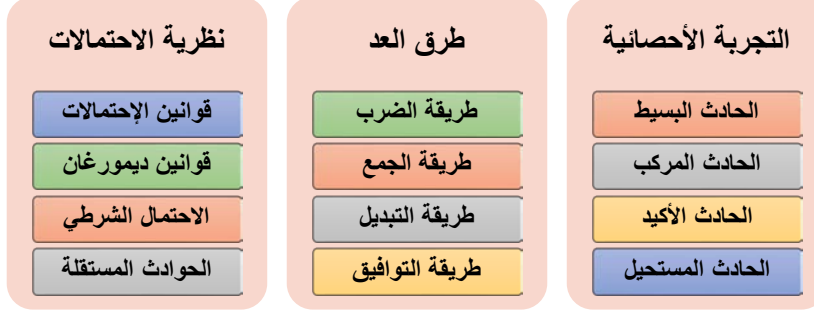 التجربة الأحصائية
الحادث البسيط
الحادث المركب
الحادث الأكيد
الحادث المستحيل
طرق العد
طريقة الضرب
طريقة الجمع
طريقة التبديل
طريقة التوافيق
نظرية الاحتمالات
قوانين الإحتمالات
قوانين ديمورغان
الاحتمال الشرطي
الحوادث المستقلة